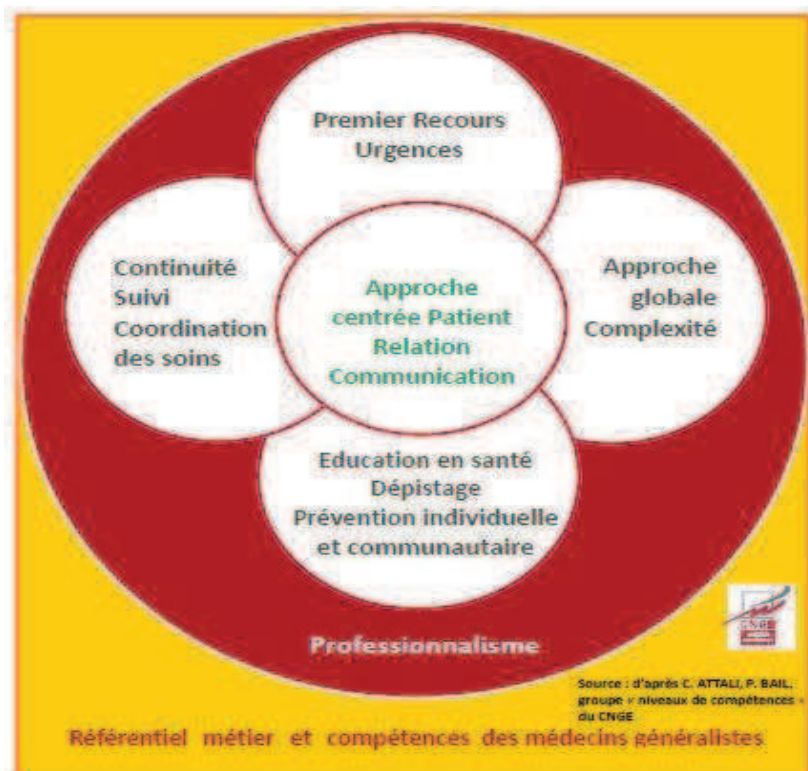 Premier Recours
Urgences
Continuité
Suivi
Coordination
des soins
Approche
centrée Patient
Relation
Communication
Approche
globale
Complexité
Education en santé
Dépistage
Prévention individuelle
et communautaire
Professionnalisme
CNGE
Source : d'après C. ATTALI, P. BAIL,
groupe « niveaux de compétences »
du CNGE
Référentiel métier et compétences des médecins généralistes